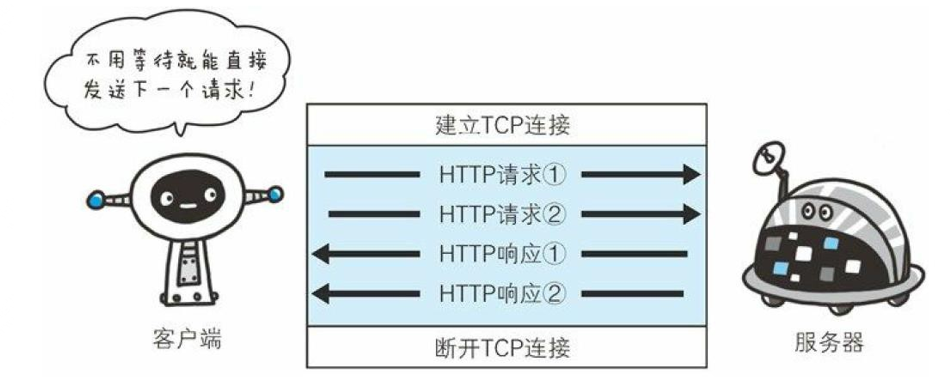 不用等待就能直接
发送下一个请求!
建立TCP连接
HTTP请求①
HTTP请求②
HTTP响应①
HTTP响应②
断开TCP连接
客户端
服务器